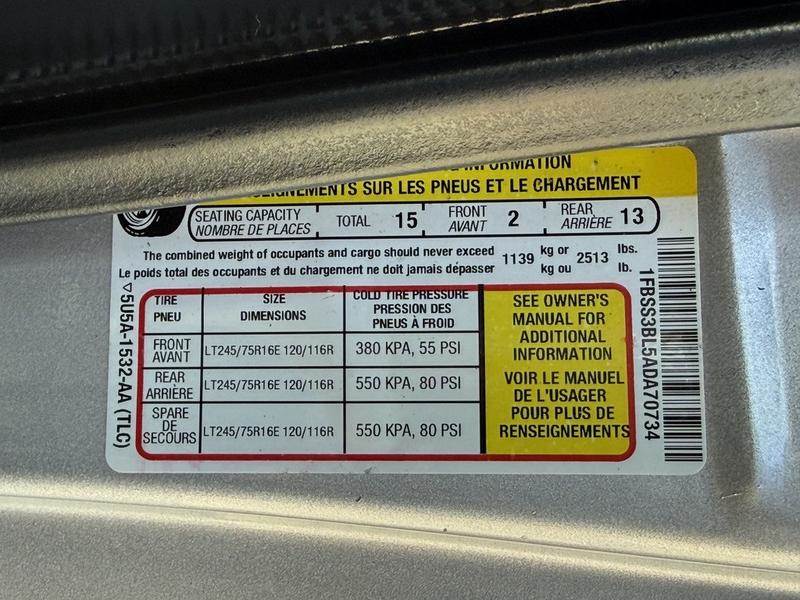 INFORMATION
RENSEIGNEMENTS SUR LES PNEUS ET LE CHARGEMENT
SEATING CAPACITY
NOMBRE DE PLACES
TOTAL 15
FRONT
AVANT 2
REAR
ARRIÈRE 13
The combined weight of occupants and cargo should never exceed 1139 kg or 2513 lbs.
Le poids total des occupants et du chargement ne doit jamais dépasser kg ou lb.
TIRE
PNEU
SIZE
DIMENSIONS
COLD TIRE PRESSURE
PRESSION DES
PNEUS À FROID
FRONT
AVANT
LT245/75R16E 120/116R
380 KPA, 55 PSI
REAR
ARRIÈRE
LT245/75R16E 120/116R
550 KPA, 80 PSI
SPARE
DE
SECOURS
LT245/75R16E 120/116R
550 KPA, 80 PSI
SEE OWNER'S
MANUAL FOR
ADDITIONAL
INFORMATION
VOIR LE MANUEL
DE L'USAGER
POUR PLUS DE
RENSEIGNEMENTS
▽5U5A-1532-AA (TLC)
1FBSS3BL5ADA70734